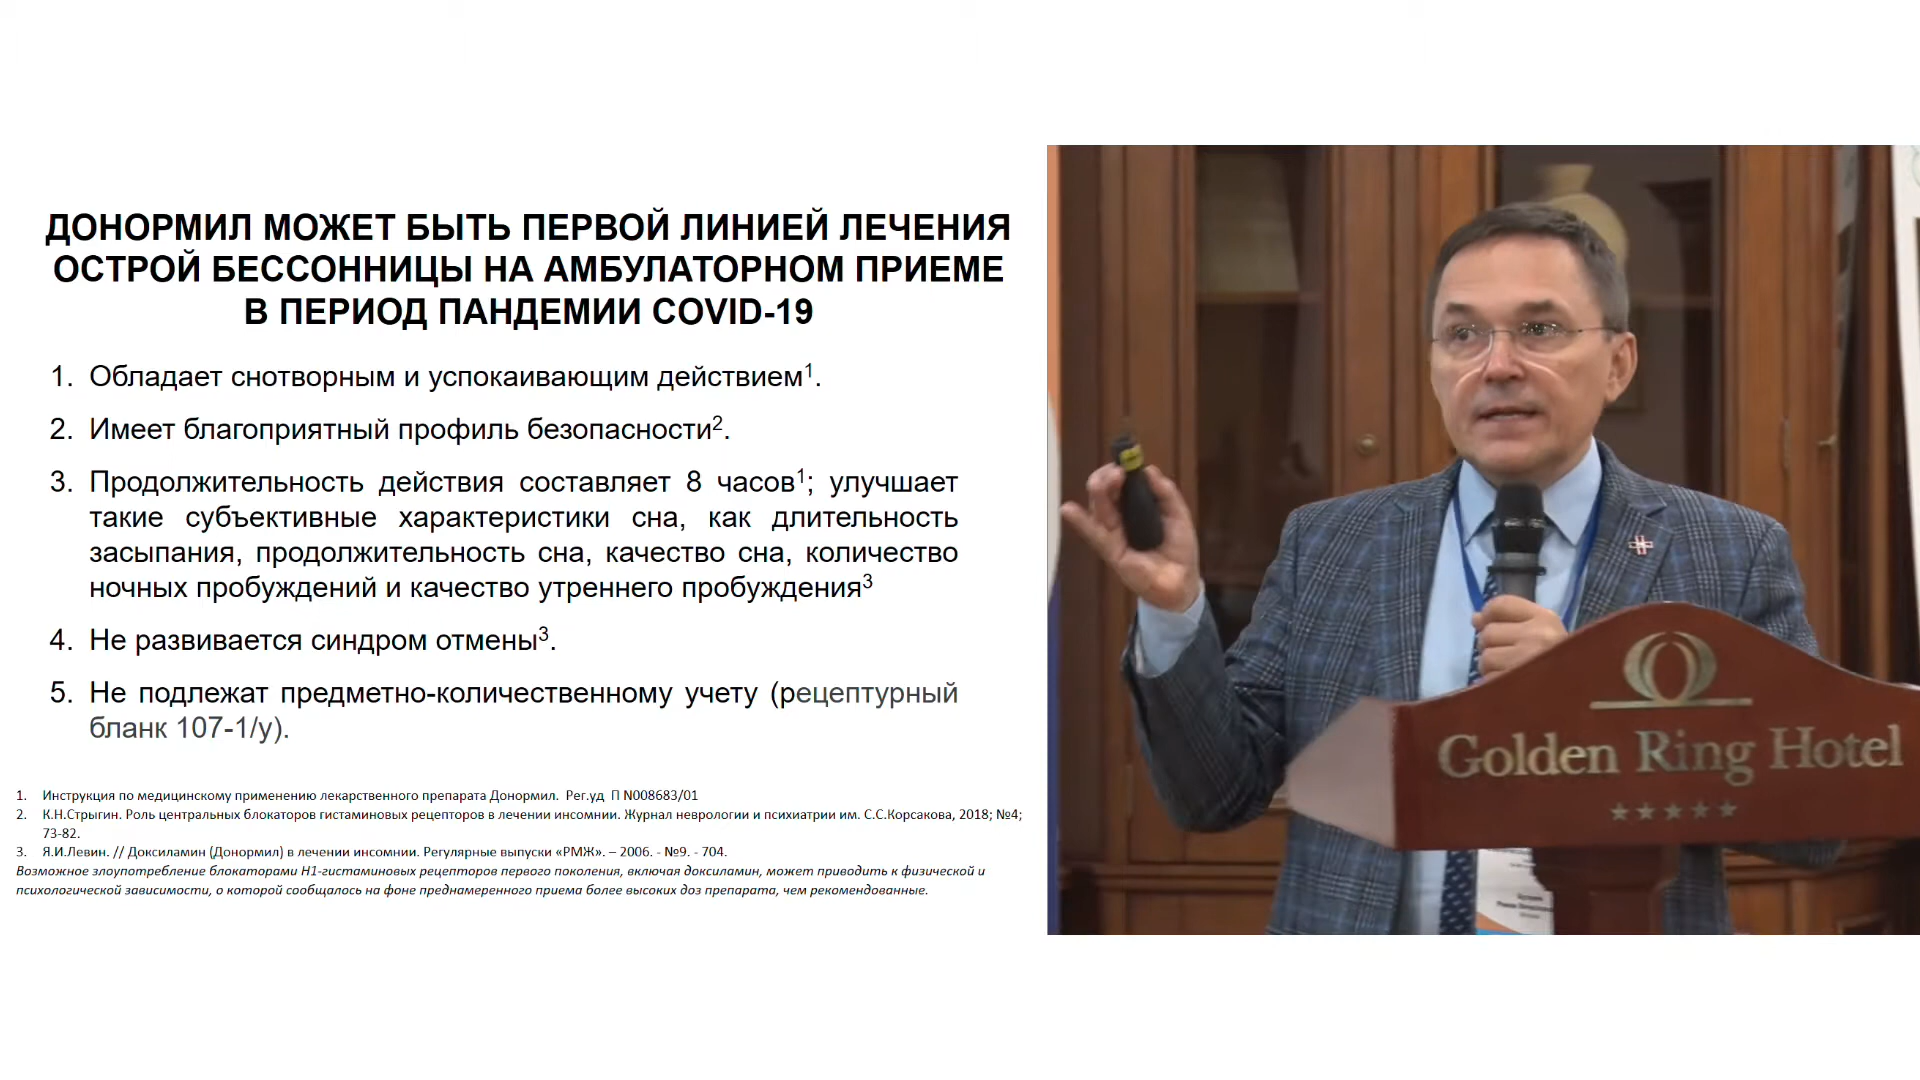 ДОНОРМИЛ МОЖЕТ БЫТЬ ПЕРВОЙ ЛИНИЕЙ ЛЕЧЕНИЯ
ОСТРОЙ БЕССОННИЦЫ НА АМБУЛАТОРНОМ ПРИЕМЕ
В ПЕРИОД ПАНДЕМИИ COVID-19
1. Обладает снотворным и успокаивающим действием¹.
2. Имеет благоприятный профиль безопасности².
3. Продолжительность действия составляет 8 часов¹; улучшает
такие субъективные характеристики сна, как длительность
засыпания, продолжительность сна, качество сна, количество
ночных пробуждений и качество утреннего пробуждения³
4. Не развивается синдром отмены³.
5. Не подлежат предметно-количественному учету (рецептурный
бланк 107-1/у).
1. Инструкция по медицинскому применению лекарственного препарата Донормил. Рег.уд П N008683/01
2. К.Н.Стрыгин. Роль центральных блокаторов гистаминовых рецепторов в лечении инсомнии. Журнал неврологии и психиатрии им. С.С.Корсакова, 2018; №4;
73-82.
3. Я.И.Левин. // Доксиламин (Донормил) в лечении инсомнии. Регулярные выпуски «РМЖ». – 2006. - №9. - 704.
Возможное злоупотребление блокаторами Н1-гистаминовых рецепторов первого поколения, включая доксиламин, может приводить к физической и
психологической зависимости, о которой сообщалось на фоне преднамеренного приема более высоких доз препарата, чем рекомендованные.
Golden Ring Hotel